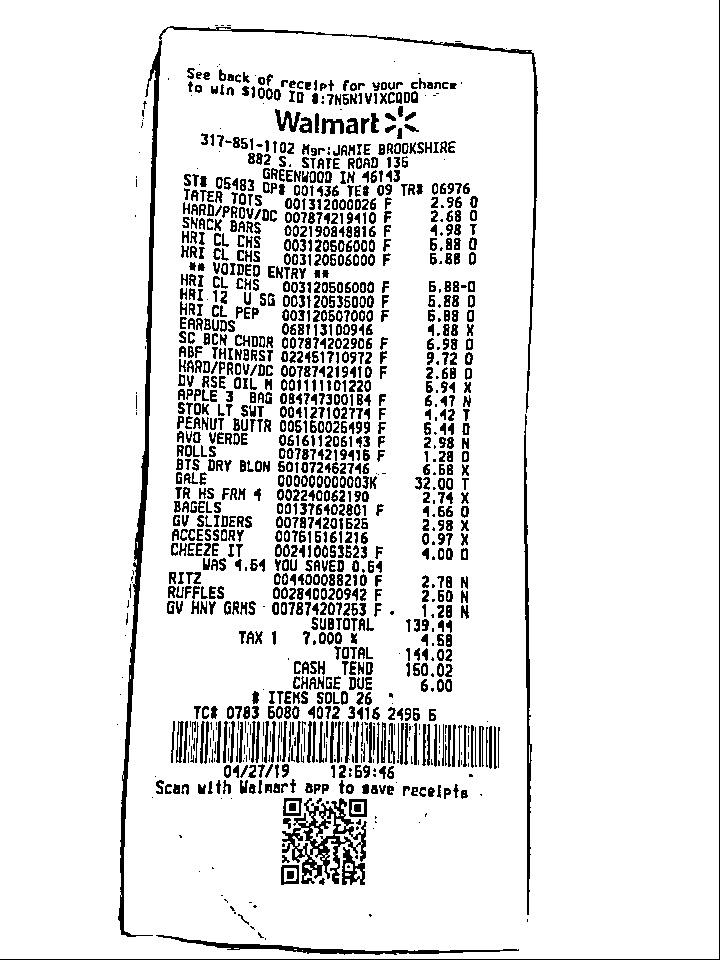 See back of receipt for your chance
to win $1000 ID #:7N5N1V1XCQDQ
Walmart
317-851-1102 Mgr:JAMIE BROOKSHIRE
882 S. STATE ROAD 135
GREENWOOD IN 46143
ST# 05483 OP# 001436 TE# 09 TR# 06976
TATER TOTS 001312000026 F 2.96 O
HARD/PROV/DC 007874219410 F 2.68 O
SNACK BARS 002190848816 F 4.98 T
HRI CL CHS 003120506000 F 5.88 O
HRI CL CHS 003120506000 F 5.88 O
** VOIDED ENTRY **
HRI CL CHS 003120506000 F 5.88-O
HRI 12 U SG 003120535000 F 5.88 O
HRI CL PEP 003120507000 F 5.88 O
EARBUDS 068113100946 4.88 X
SC BCN CHDDR 007874202906 F 6.98 O
ABF THINBRST 022451710972 F 9.72 O
HARD/PROV/DC 007874219410 F 2.68 O
DV RSE OIL M 001111101220 5.94 X
APPLE 3 BAG 084747300184 F 6.47 N
STOK LT SWT 004127102774 F 4.42 T
PEANUT BUTTR 005150025499 F 5.44 O
AVO VERDE 061611206143 F 2.98 N
ROLLS 007874219416 F 1.28 O
BTS DRY BLON 501072462746 6.58 X
GALE 000000000003K 32.00 T
TR HS FRM 4 002240062190 2.74 X
BAGELS 001376402801 F 4.66 O
GV SLIDERS 007874201525 2.98 X
ACCESSORY 007615161216 0.97 X
CHEEZE IT 002410053523 F 4.00 O
WAS 4.54 YOU SAVED 0.54
RITZ 004400088210 F 2.78 N
RUFFLES 002840020942 F 2.50 N
GV HNY GRMS 007874207253 F 1.28 N
SUBTOTAL 139.44
TAX 1 7.000 % 4.58
TOTAL 144.02
CASH TEND 150.02
CHANGE DUE 6.00
# ITEMS SOLD 26
TC# 0783 5080 4072 3416 2495 5
04/27/19 12:59:46
Scan with Walmart app to save receipts